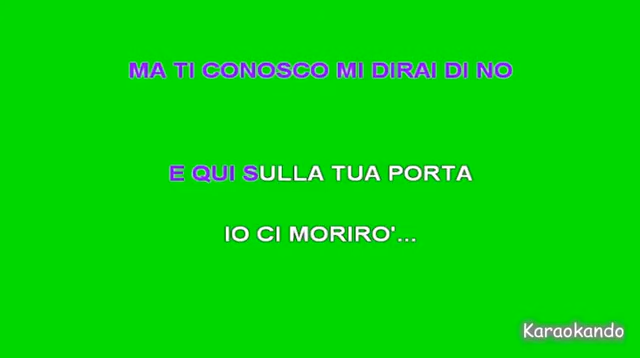 MA TI CONOSCO MI DIRAI DI NO
E QUI SULLA TUA PORTA
IO CI MORIRO'...
Karaokando